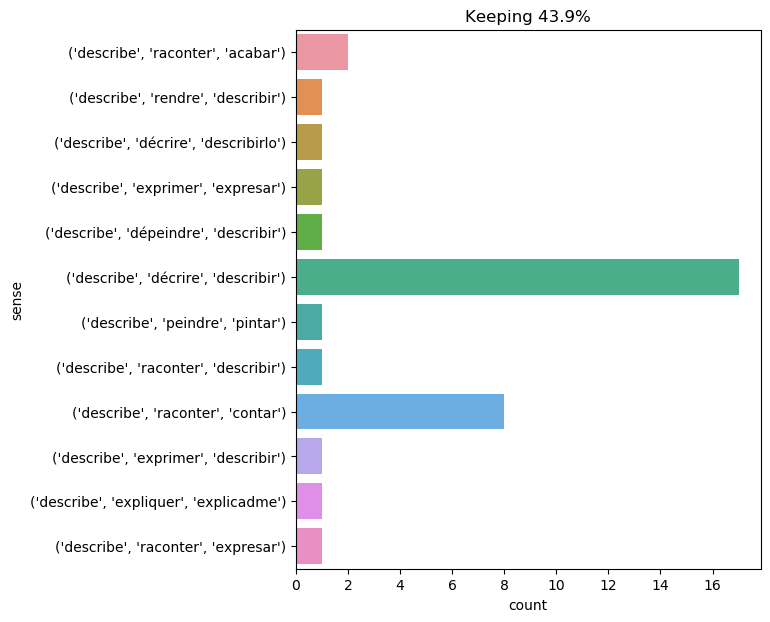 Keeping 43.9%
('describe', 'raconter', 'acabar')
('describe', 'rendre', 'describir')
('describe', 'décrire', 'describirlo')
('describe', 'exprimer', 'expresar')
('describe', 'dépeindre', 'describir')
('describe', 'décrire', 'describir')
('describe', 'peindre', 'pintar')
('describe', 'raconter', 'describir')
('describe', 'raconter', 'contar')
('describe', 'exprimer', 'describir')
('describe', 'expliquer', 'explicadme')
('describe', 'raconter', 'expresar')
sense
0 2 4 6 8 10 12 14 16
count